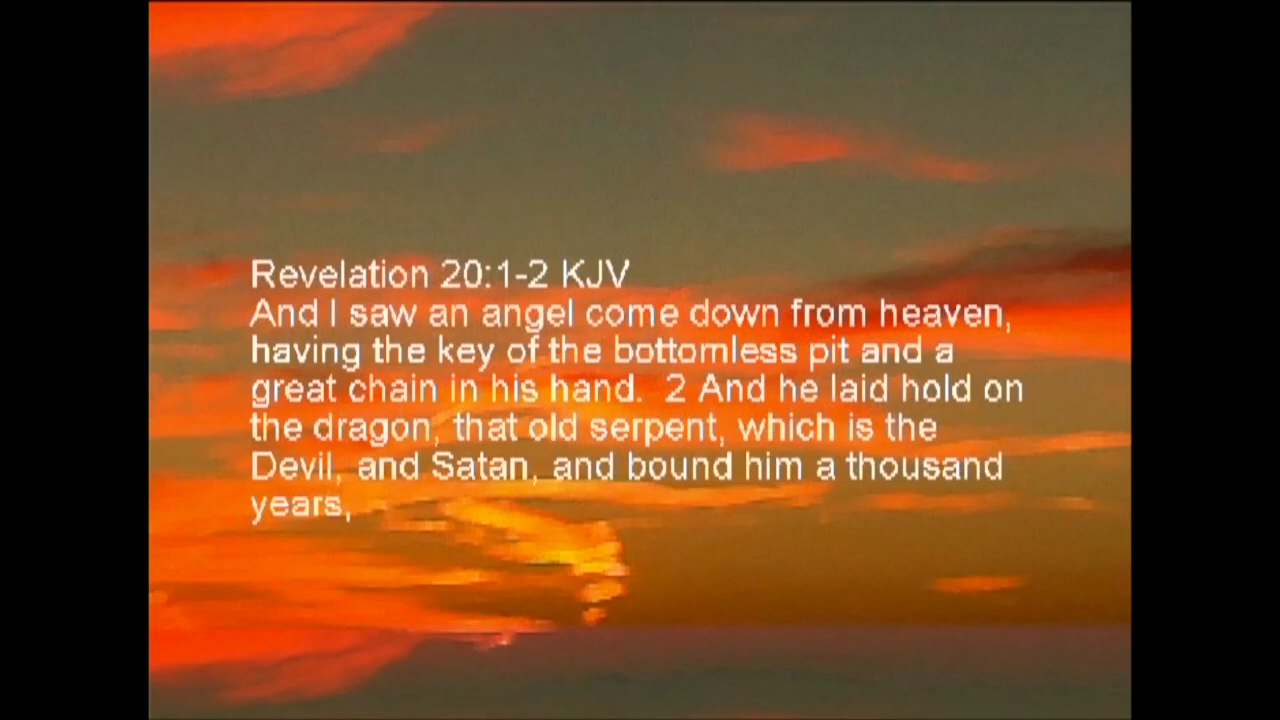 Revelation 20:1-2 KJV
And I saw an angel come down from heaven,
having the key of the bottomless pit and a
great chain in his hand.  2 And he laid hold on
the dragon, that old serpent, which is the
Devil, and Satan, and bound him a thousand
years,